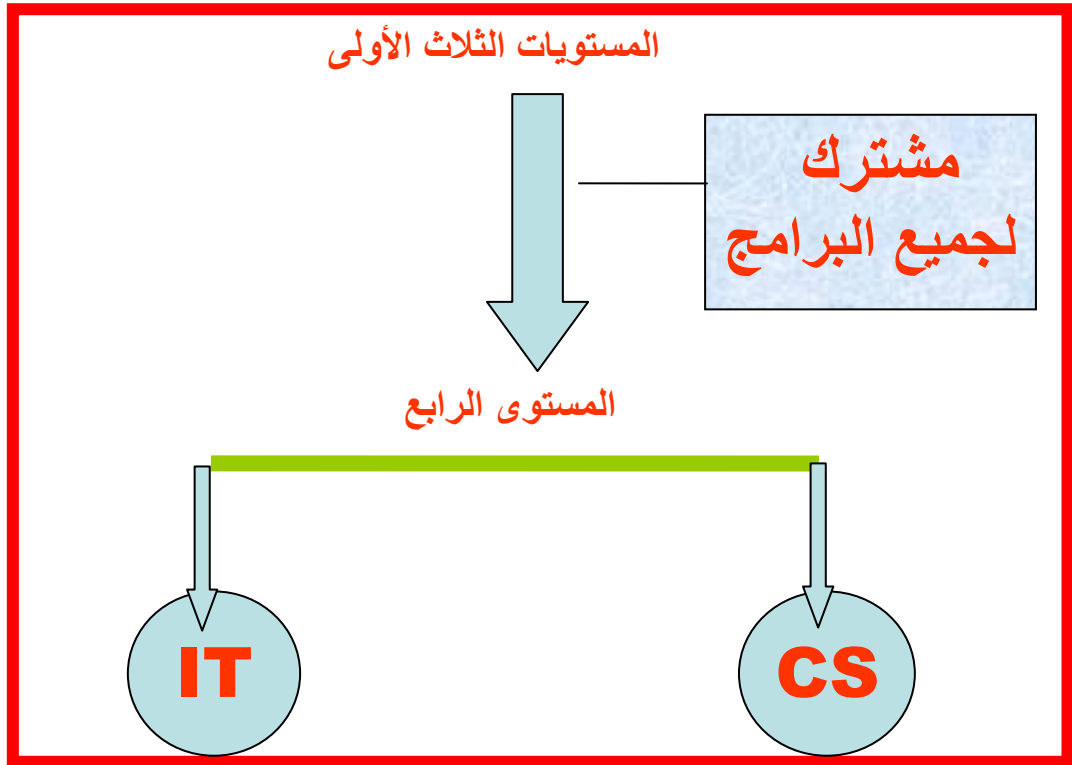 المستويات الثلاث الأولى
مشترك
لجميع البرامج
المستوى الرابع
CS
IT